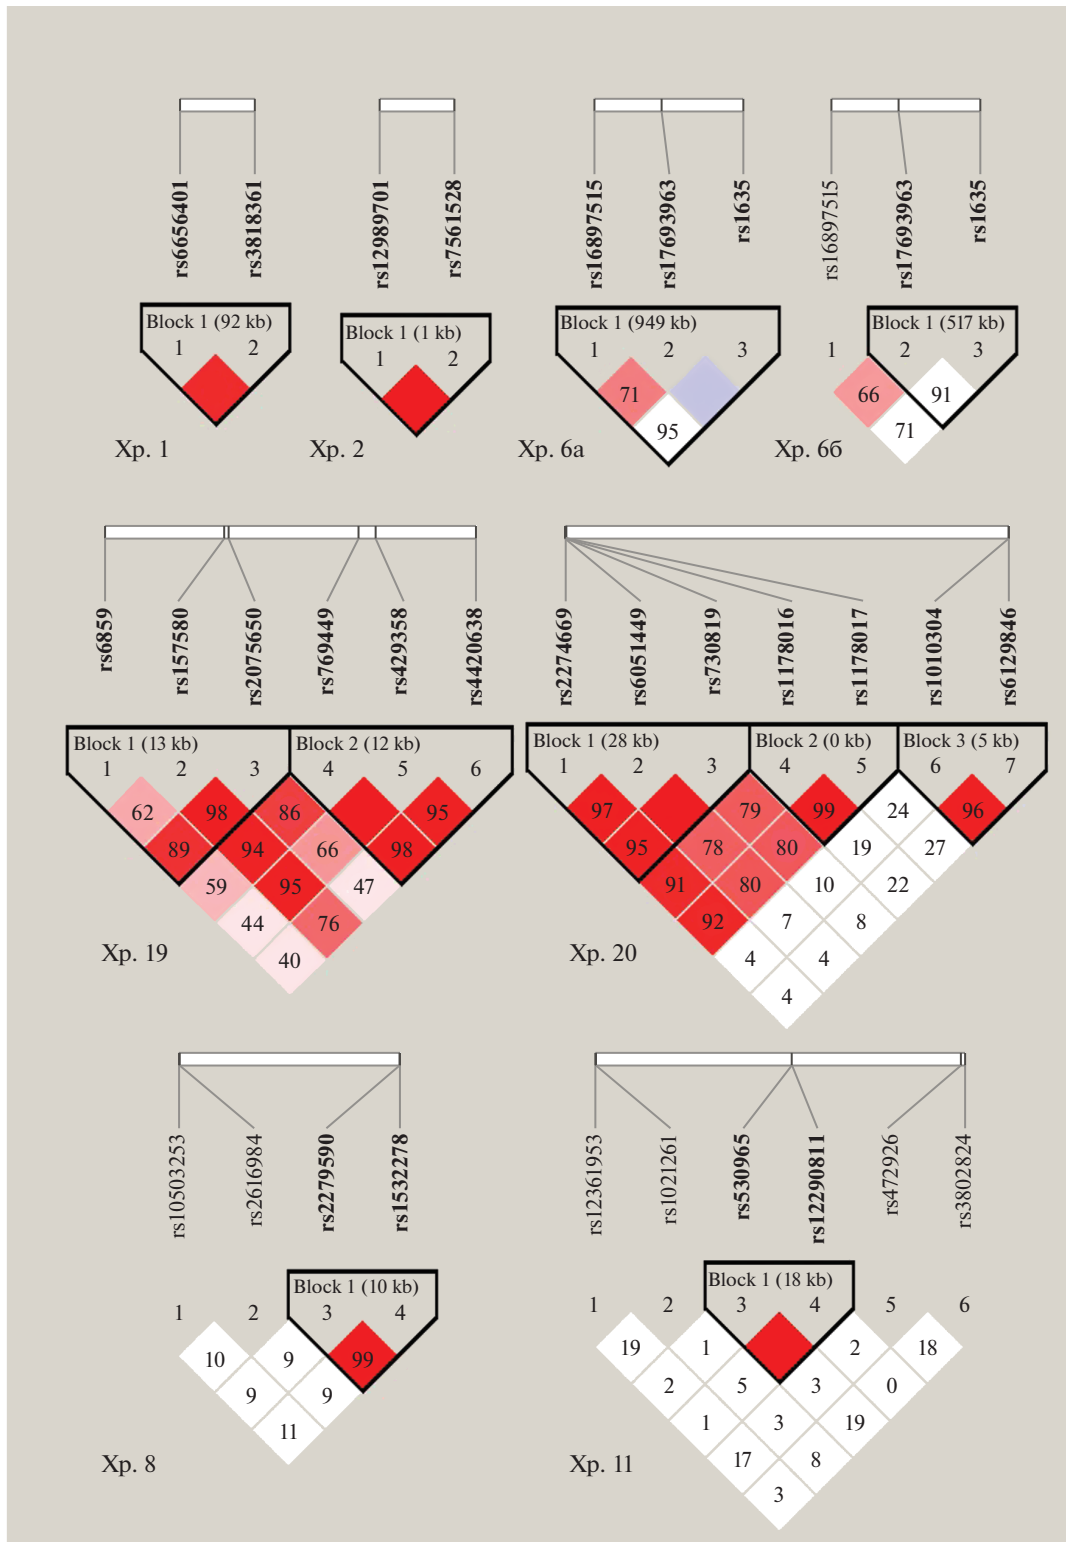 rs6656401
rs3818361
rs12989701
rs7561528
rs16897515
rs17693963
rs1635
rs16897515
rs17693963
rs1635
Block 1 (92 kb)
1 2
Block 1 (1 kb)
1 2
Block 1 (949 kb)
1 2 3
71
95
Block 1 (517 kb)
1 2 3
66 91
71
Хр. 1
Хр. 2
Хр. 6а
Хр. 6б
rs6859
rs157580
rs2075650
rs769449
rs429358
rs4420638
Block 1 (13 kb) Block 2 (12 kb)
1 2 3 4 5 6
62 98 86 95
89 94 66 98
59 95 47
44 76
40
Хр. 19
rs2274669
rs6051449
rs730819
rs1178016
rs1178017
rs1010304
rs6129846
Block 1 (28 kb) Block 2 (0 kb) Block 3 (5 kb)
1 2 3 4 5 6 7
97 79 99 24 96
95 78 80 19 27
91 80 10 22
92 7 8
4 4
4
Хр. 20
rs10503253
rs2616984
rs2279590
rs1532278
Block 1 (10 kb)
1 2 3 4
10 9 99
9 9
11
Хр. 8
rs12361953
rs1021261
rs530965
rs12290811
rs472926
rs3802824
Block 1 (18 kb)
1 2 3 4 5 6
19 1 2 18
2 5 3 0
1 3 19
17 8
3
Хр. 11